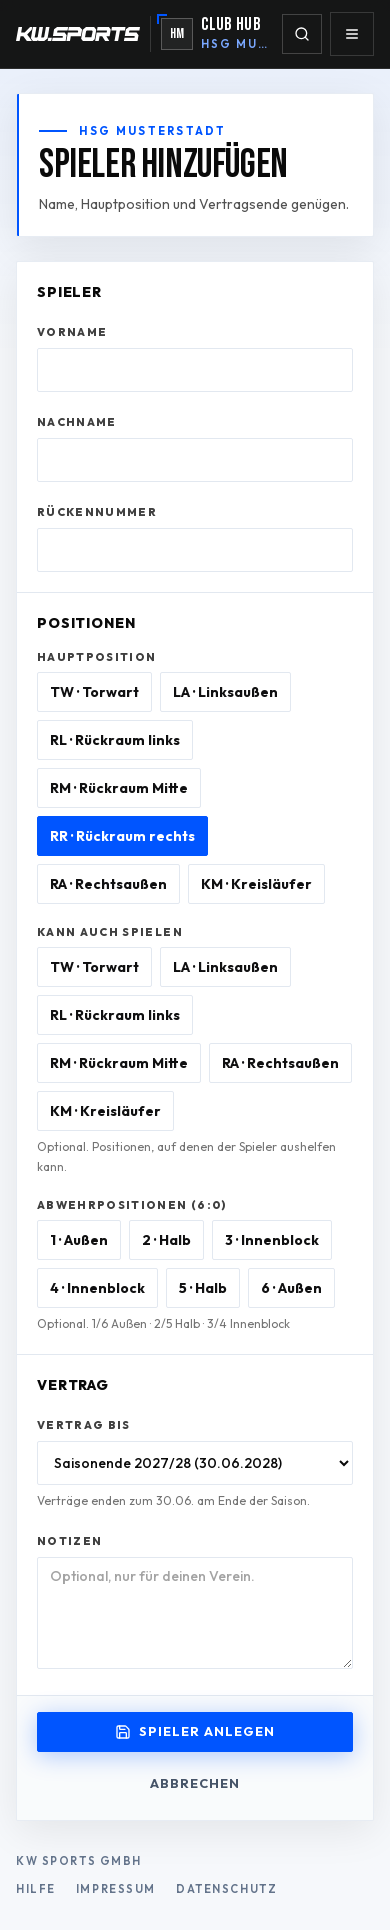 KW.SPORTS
HM
CLUB HUB
HSG MU...
HSG MUSTERSTADT
SPIELER HINZUFÜGEN
Name, Hauptposition und Vertragsende genügen.
SPIELER
VORNAME
NACHNAME
RÜCKENNUMMER
POSITIONEN
HAUPTPOSITION
TW · Torwart
LA · Linksaußen
RL · Rückraum links
RM · Rückraum Mitte
RR · Rückraum rechts
RA · Rechtsaußen
KM · Kreisläufer
KANN AUCH SPIELEN
TW · Torwart
LA · Linksaußen
RL · Rückraum links
RM · Rückraum Mitte
RA · Rechtsaußen
KM · Kreisläufer
Optional. Positionen, auf denen der Spieler aushelfen
kann.
ABWEHRPOSITIONEN (6:0)
1 · Außen
2 · Halb
3 · Innenblock
4 · Innenblock
5 · Halb
6 · Außen
Optional. 1/6 Außen · 2/5 Halb · 3/4 Innenblock
VERTRAG
VERTRAG BIS
Saisonende 2027/28 (30.06.2028)
Verträge enden zum 30.06. am Ende der Saison.
NOTIZEN
Optional, nur für deinen Verein.
SPIELER ANLEGEN
ABBRECHEN
KW SPORTS GMBH
HILFE
IMPRESSUM
DATENSCHUTZ